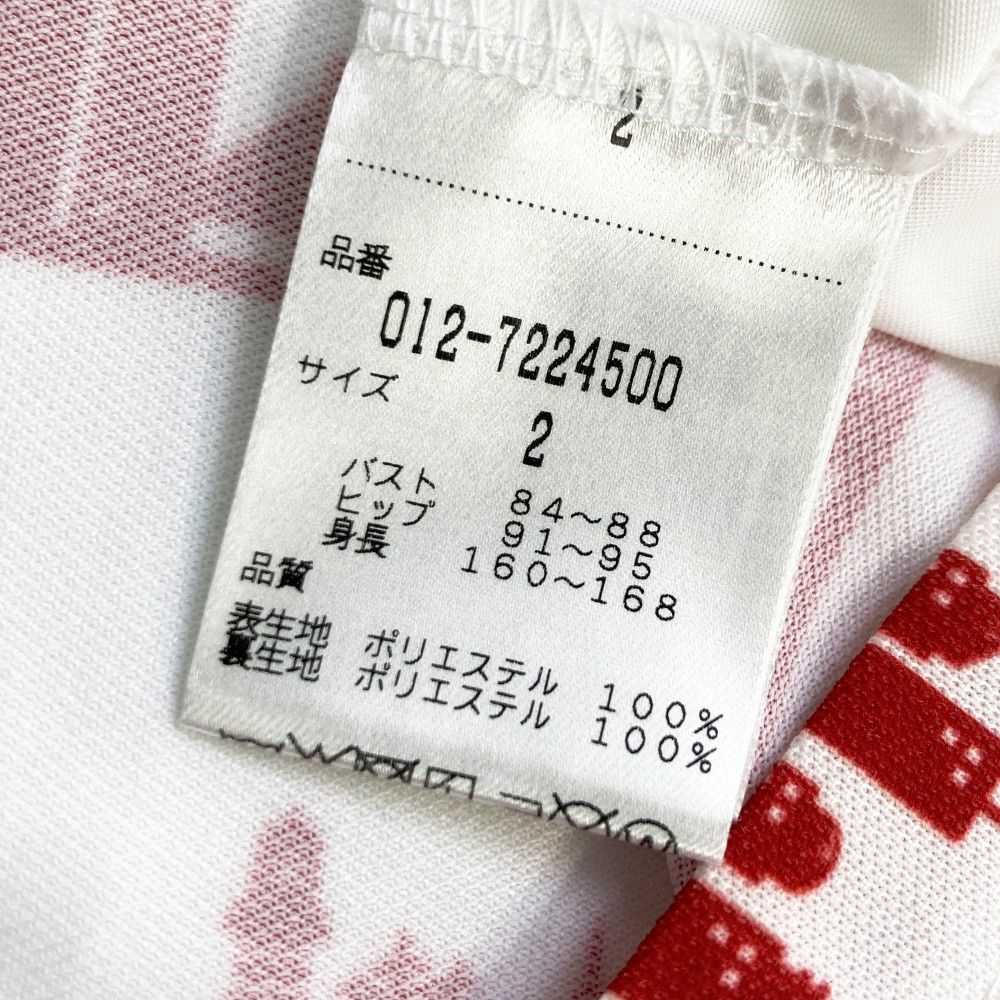 2
品番
012-7224500
サイズ
2
バスト 84〜88
ヒップ 91〜95
身長 160〜168
品質
表生地 ポリエステル 100%
裏生地 ポリエステル 100%